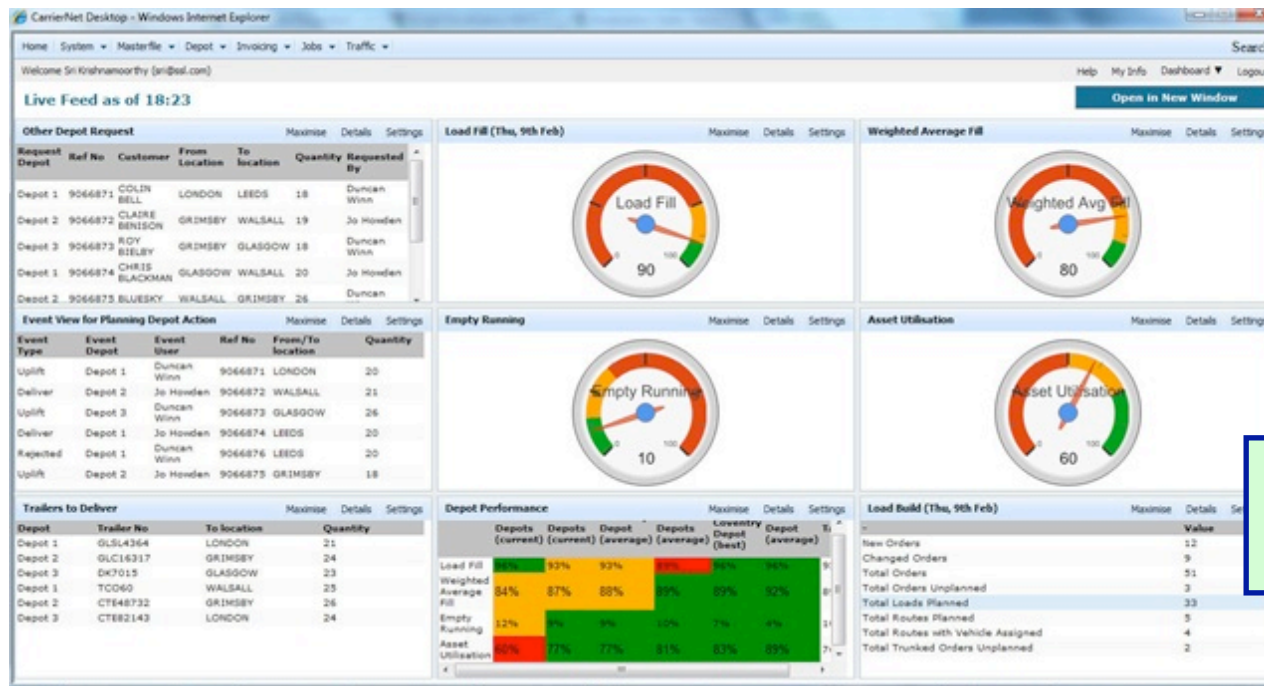 CarrierNet Desktop - Windows Internet Explorer
Home System Masterfile Depot Invoicing Jobs Traffic Searc
Welcome Sri Krishnamoorthy (sri@ssl.com) Help My Info Dashboard Logou
Live Feed as of 18:23 Open in New Window
Other Depot Request Maximise Details Settings
Request Depot Ref No Customer From Location To location Quantity Requested By
Depot 1 9066871 COLIN BELL LONDON LEEDS 18 Duncan Winn
Depot 2 9066872 CLAIRE BENISON GRIMSBY WALSALL 19 Jo Howden
Depot 3 9066873 ROY BIELBY GRIMSBY GLASGOW 18 Duncan Winn
Depot 1 9066874 CHRIS BLACKMAN GLASGOW WALSALL 20 Jo Howden
Depot 2 9066875 BLUESKY WALSALL GRIMSBY 26 Duncan
Load Fill (Thu, 9th Feb) Maximise Details Settings
Load Fill
0 100
90
Weighted Average Fill Maximise Details Setting
Weighted Avg Fill
0 100
80
Event View for Planning Depot Action Maximise Details Settings
Event Type Event Depot Event User Ref No From/To location Quantity
Uplift Depot 1 Duncan Winn 9066871 LONDON 20
Deliver Depot 2 Jo Howden 9066872 WALSALL 21
Uplift Depot 3 Duncan Winn 9066873 GLASGOW 26
Deliver Depot 1 Jo Howden 9066874 LEEDS 20
Rejected Depot 1 Duncan Winn 9066876 LEEDS 20
Uplift Depot 2 Jo Howden 9066875 GRIMSBY 18
Empty Running Maximise Details Settings
Empty Running
0 100
10
Asset Utilisation Maximise Details Setting
Asset Utilisation
0 100
60
Trailers to Deliver Maximise Details Settings
Depot Trailer No To location Quantity
Depot 1 GLSL4364 LONDON 21
Depot 2 GLC16317 GRIMSBY 24
Depot 3 DK7015 GLASGOW 23
Depot 1 TCO60 WALSALL 25
Depot 2 CTE48732 GRIMSBY 26
Depot 3 CTE82143 LONDON 24
Depot Performance Maximise Details Settings
Depots (current) Depots (current) Depot (average) Depots (average) Coventry Depot (best) Depot (average)
Load Fill 96% 93% 93% 89% 96% 96%
Weighted Average Fill 84% 87% 88% 89% 89% 92%
Empty Running 12% 9% 9% 10% 7% 4%
Asset Utilisation 60% 77% 77% 81% 83% 89%
Load Build (Thu, 9th Feb) Maximise Details Se
- Value
New Orders 12
Changed Orders 9
Total Orders 51
Total Orders Unplanned 3
Total Loads Planned 33
Total Routes Planned 5
Total Routes with Vehicle Assigned 4
Total Trunked Orders Unplanned 2